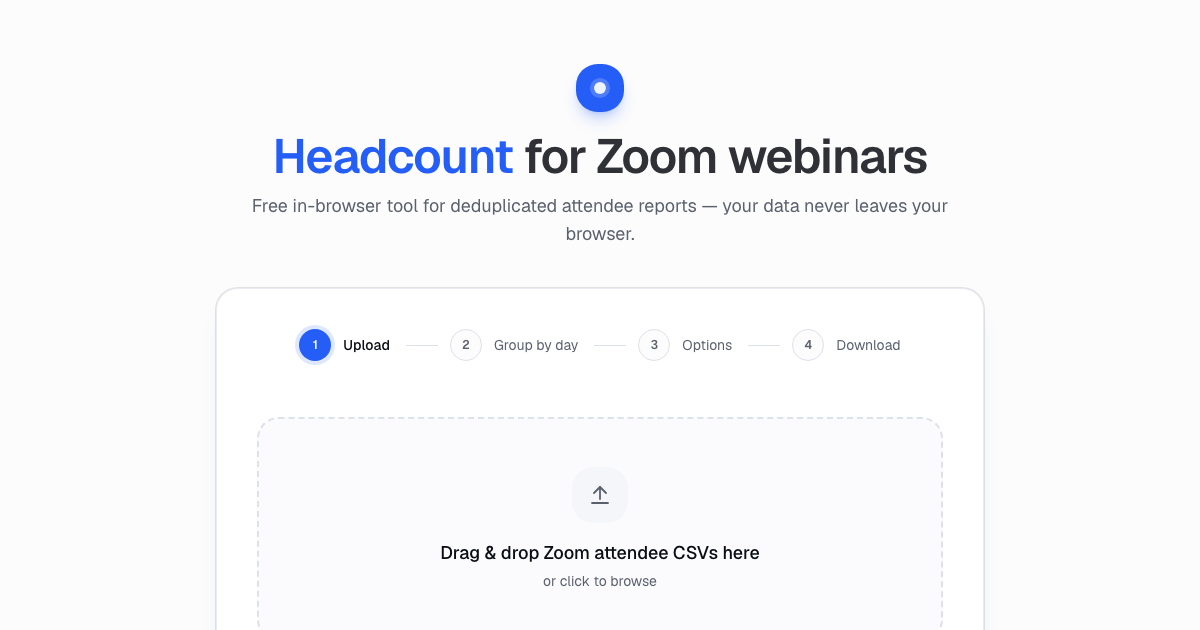 Headcount for Zoom webinars
Free in-browser tool for deduplicated attendee reports — your data never leaves your
browser.
1 Upload 2 Group by day 3 Options 4 Download
Drag & drop Zoom attendee CSVs here
or click to browse